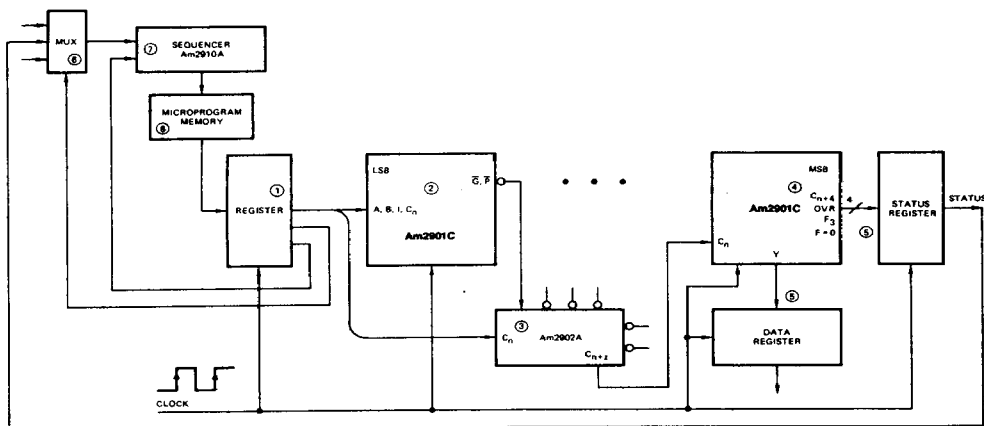 MUX
⑥
⑦
SEQUENCER
Am2910A
MICROPROGRAM
MEMORY
⑧
①
REGISTER
LSB
②
G̅, P̅
A, B, I, Cn
Am2901C
MSB
④
Cn+4
Am2901C
OVR
F3
F = 0
Cn
Y
4
⑤
STATUS
REGISTER
STATUS
③
Cn
Am2902A
Cn+z
⑤
DATA
REGISTER
CLOCK